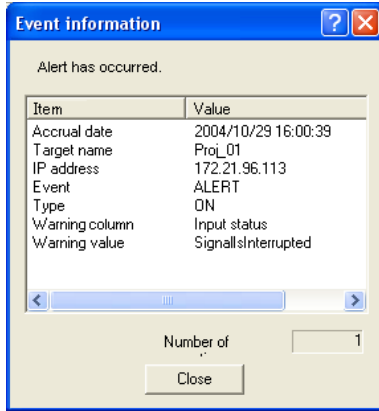 Event information
Alert has occurred.
Item Value
Accrual date 2004/10/29 16:00:39
Target name Proj_01
IP address 172.21.96.113
Event ALERT
Type ON
Warning column Input status
Warning value SignalIsInterrupted
Number of 1
Close